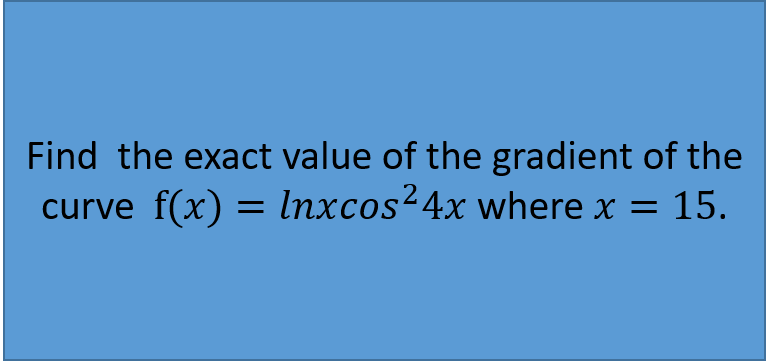 Find the exact value of the gradient of the
curve f(x) = lnxcos²4x where x = 15.